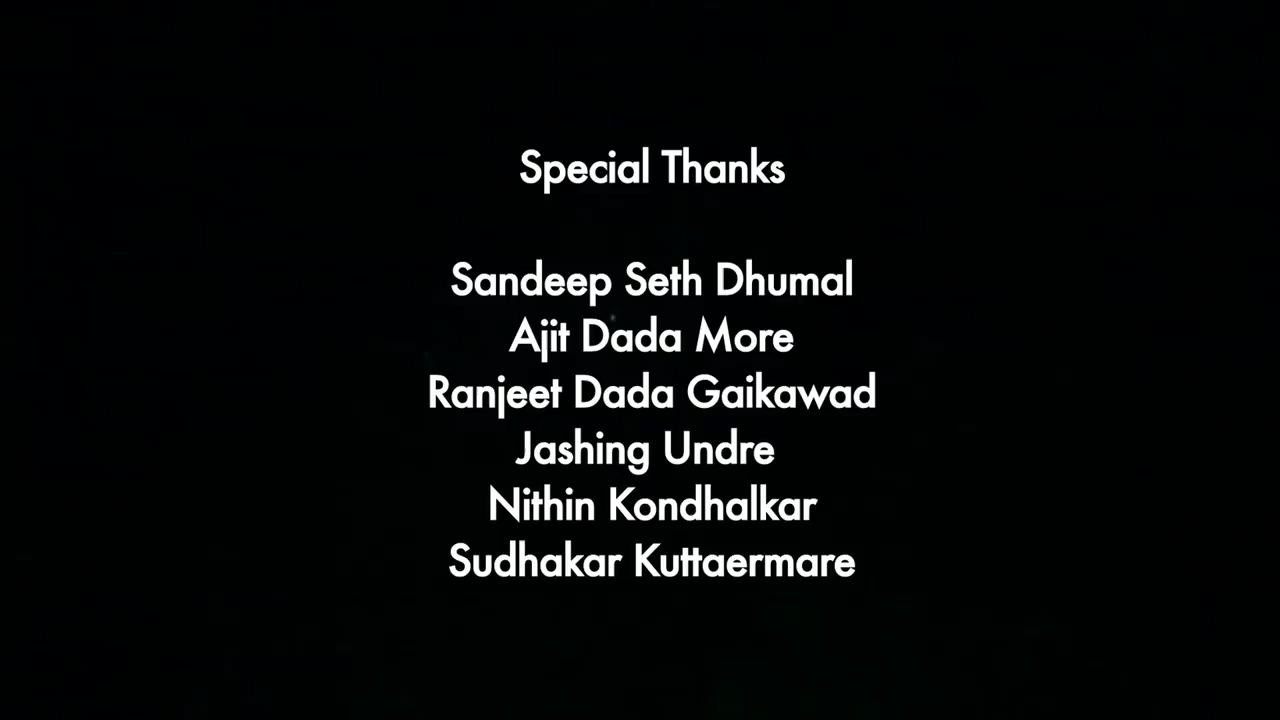 Special Thanks
Sandeep Seth Dhumal
Ajit Dada More
Ranjeet Dada Gaikawad
Jashing Undre
Nithin Kondhalkar
Sudhakar Kuttaermare